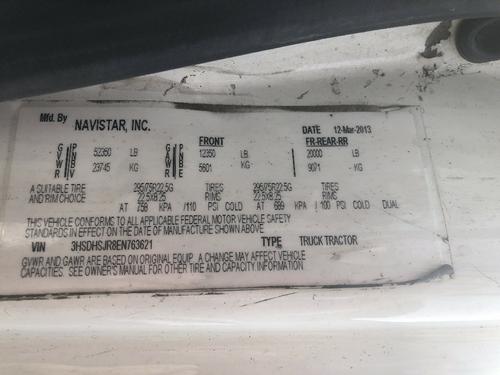 Mfd. By NAVISTAR, INC.
FRONT DATE 12-Mar-2013
FR-REAR-RR
GVWR PNBV 52350 LB GAWR PNBE 12350 LB 20000 LB
23745 KG 5601 KG 9071 KG
A SUITABLE TIRE 295/75R22.5G TIRES 295/75R22.5G TIRES
AND RIM CHOICE 22.5X8.25 RIMS 22.5X8.25 RIMS
AT 758 KPA /110 PSI COLD AT 689 KPA /100 PSI COLD DUAL
THIS VEHICLE CONFORMS TO ALL APPLICABLE FEDERAL MOTOR VEHICLE SAFETY
STANDARDS IN EFFECT ON THE DATE OF MANUFACTURE SHOWN ABOVE
VIN 3HSDHSJR8EN763621 TYPE TRUCK TRACTOR
GVWR AND GAWR ARE BASED ON ORIGINAL EQUIP. A CHANGE MAY AFFECT VEHICLE
CAPACITIES. SEE OWNER'S MANUAL FOR OTHER TIRE AND CAPACITY INFORMATION